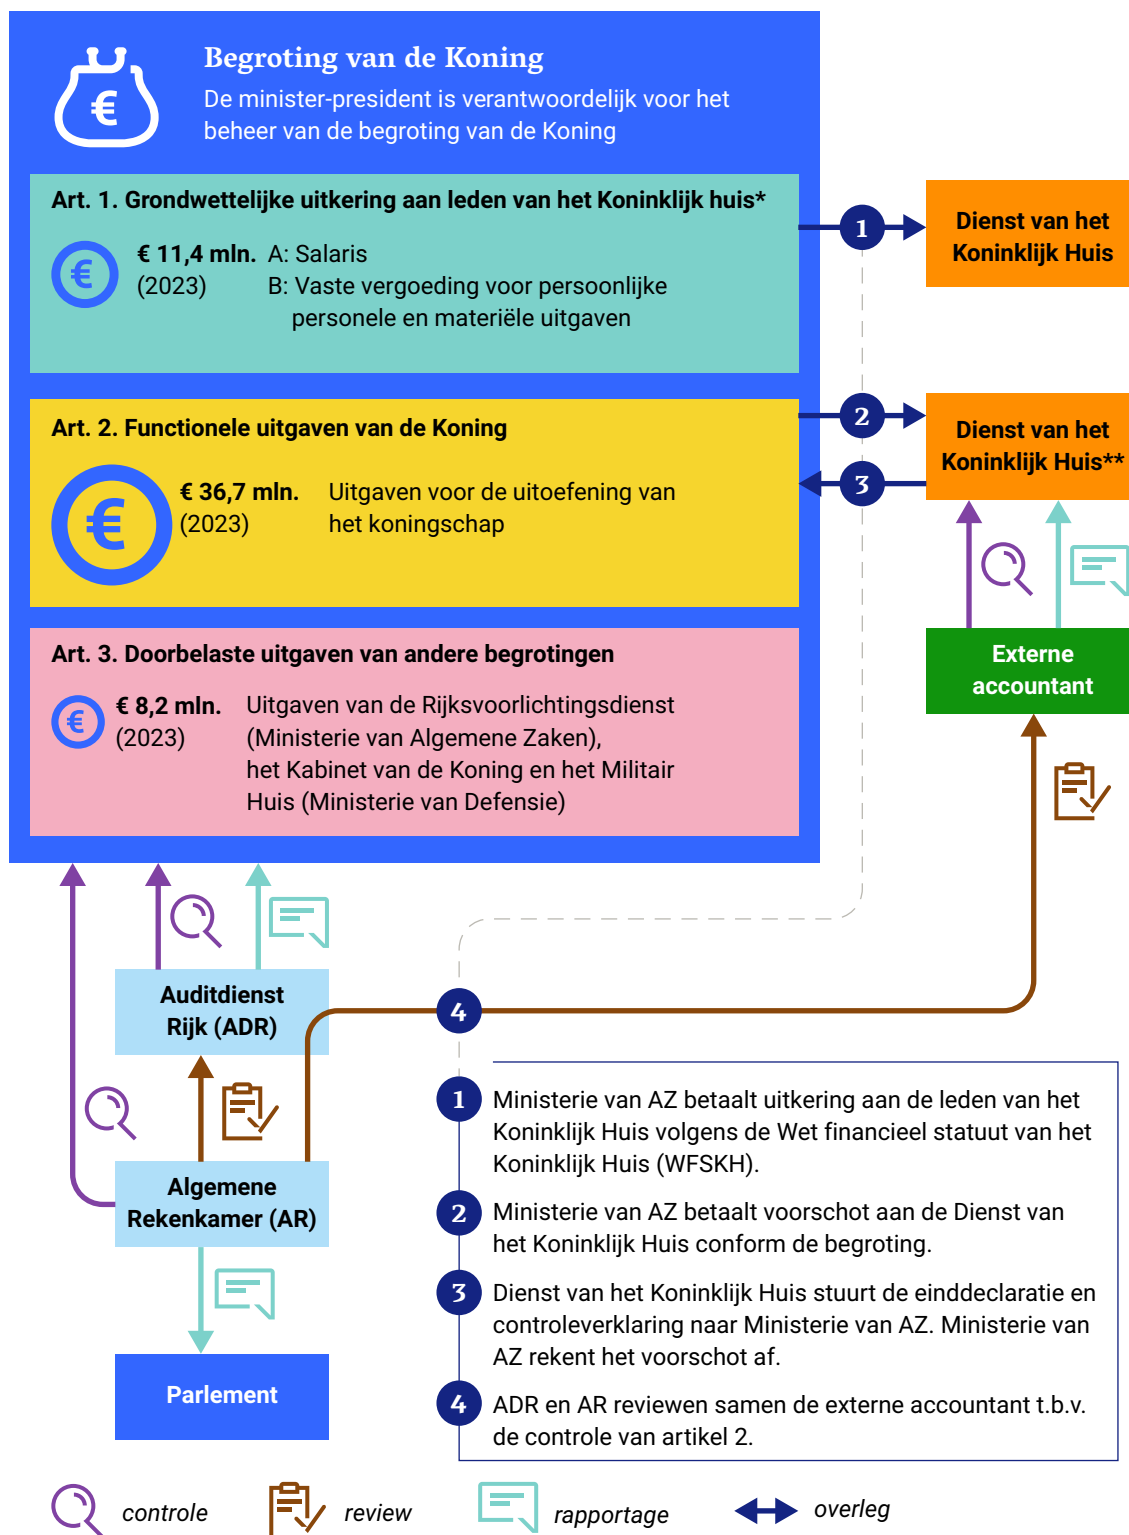 Begroting van de Koning
De minister-president is verantwoordelijk voor het
beheer van de begroting van de Koning
€
Art. 1. Grondwettelijke uitkering aan leden van het Koninklijk huis*
€
€ 11,4 mln.
(2023)
A: Salaris
B: Vaste vergoeding voor persoonlijke
personele en materiële uitgaven
1
Dienst van het
Koninklijk Huis
Art. 2. Functionele uitgaven van de Koning
€
€ 36,7 mln.
(2023)
Uitgaven voor de uitoefening van
het koningschap
2
3
Dienst van het
Koninklijk Huis**
Externe
accountant
Art. 3. Doorbelaste uitgaven van andere begrotingen
€
€ 8,2 mln.
(2023)
Uitgaven van de Rijksvoorlichtingsdienst
(Ministerie van Algemene Zaken),
het Kabinet van de Koning en het Militair
Huis (Ministerie van Defensie)
Auditdienst
Rijk (ADR)
4
Algemene
Rekenkamer (AR)
Parlement
1 Ministerie van AZ betaalt uitkering aan de leden van het
Koninklijk Huis volgens de Wet financieel statuut van het
Koninklijk Huis (WFSKH).
2 Ministerie van AZ betaalt voorschot aan de Dienst van
het Koninklijk Huis conform de begroting.
3 Dienst van het Koninklijk Huis stuurt de einddeclaratie en
controleverklaring naar Ministerie van AZ. Ministerie van
AZ rekent het voorschot af.
4 ADR en AR reviewen samen de externe accountant t.b.v.
de controle van artikel 2.
controle
review
rapportage
overleg